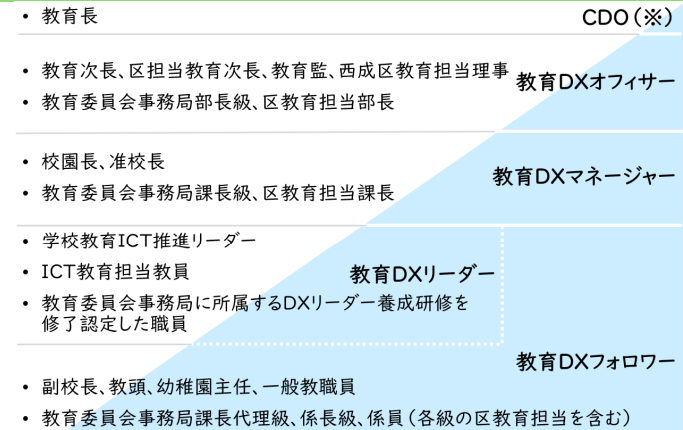 • 教育長
CDO（※）
• 教育次長、区担当教育次長、教育監、西成区教育担当理事
• 教育委員会事務局部長級、区教育担当部長
教育DXオフィサー
• 校園長、准校長
• 教育委員会事務局課長級、区教育担当課長
教育DXマネージャー
• 学校教育ICT推進リーダー
• ICT教育担当教員
• 教育委員会事務局に所属するDXリーダー養成研修を
修了認定した職員
教育DXリーダー
教育DXフォロワー
• 副校長、教頭、幼稚園主任、一般教職員
• 教育委員会事務局課長代理級、係長級、係員（各級の区教育担当を含む）